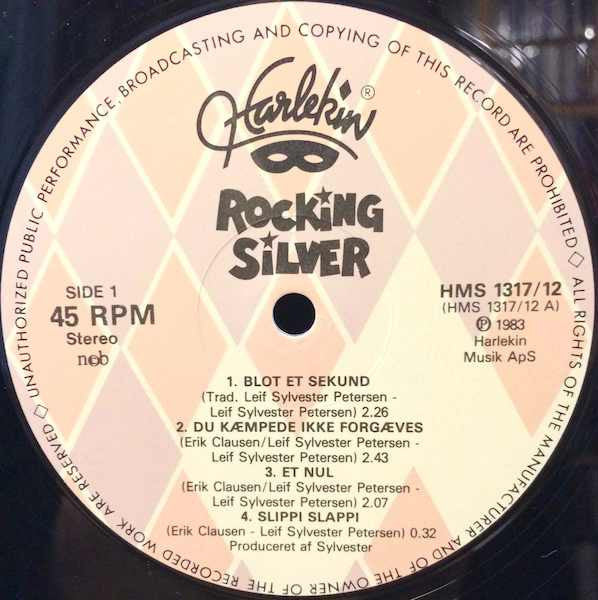 ◇ UNAUTHORIZED PUBLIC PERFORMANCE, BROADCASTING AND COPYING OF THIS RECORD ARE PROHIBITED ◇ ALL RIGHTS OF THE MANUFACTURER AND OF THE OWNER OF THE RECORDED WORK ARE RESERVED
Harlekin ®
ROCKING
SILVER
SIDE 1
45 RPM
Stereo
ncb
HMS 1317/12
(HMS 1317/12 A)
℗ 1983
Harlekin
Musik ApS
1. BLOT ET SEKUND
(Trad. Leif Sylvester Petersen -
Leif Sylvester Petersen) 2.26
2. DU KÆMPEDE IKKE FORGÆVES
(Erik Clausen/Leif Sylvester Petersen -
Leif Sylvester Petersen) 2.43
3. ET NUL
(Erik Clausen/Leif Sylvester Petersen -
Leif Sylvester Petersen) 2.07
4. SLIPPI SLAPPI
(Erik Clausen - Leif Sylvester Petersen) 0.32
Produceret af Sylvester